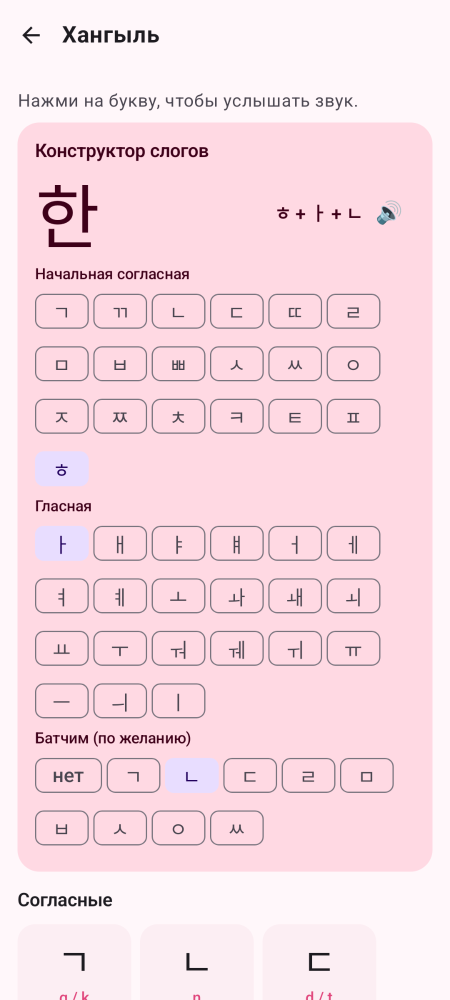 Хангыль
Нажми на букву, чтобы услышать звук.
Конструктор слогов
한
ㅎ + ㅏ + ㄴ
Начальная согласная
ㄱ ㄲ ㄴ ㄷ ㄸ ㄹ
ㅁ ㅂ ㅃ ㅅ ㅆ ㅇ
ㅈ ㅉ ㅊ ㅋ ㅌ ㅍ
ㅎ
Гласная
ㅏ ㅐ ㅑ ㅒ ㅓ ㅔ
ㅕ ㅖ ㅗ ㅘ ㅙ ㅚ
ㅛ ㅜ ㅝ ㅞ ㅟ ㅠ
ㅡ ㅢ ㅣ
Батчим (по желанию)
нет ㄱ ㄴ ㄷ ㄹ ㅁ
ㅂ ㅅ ㅇ ㅆ
Согласные
ㄱ ㄴ ㄷ
g / k n d / t